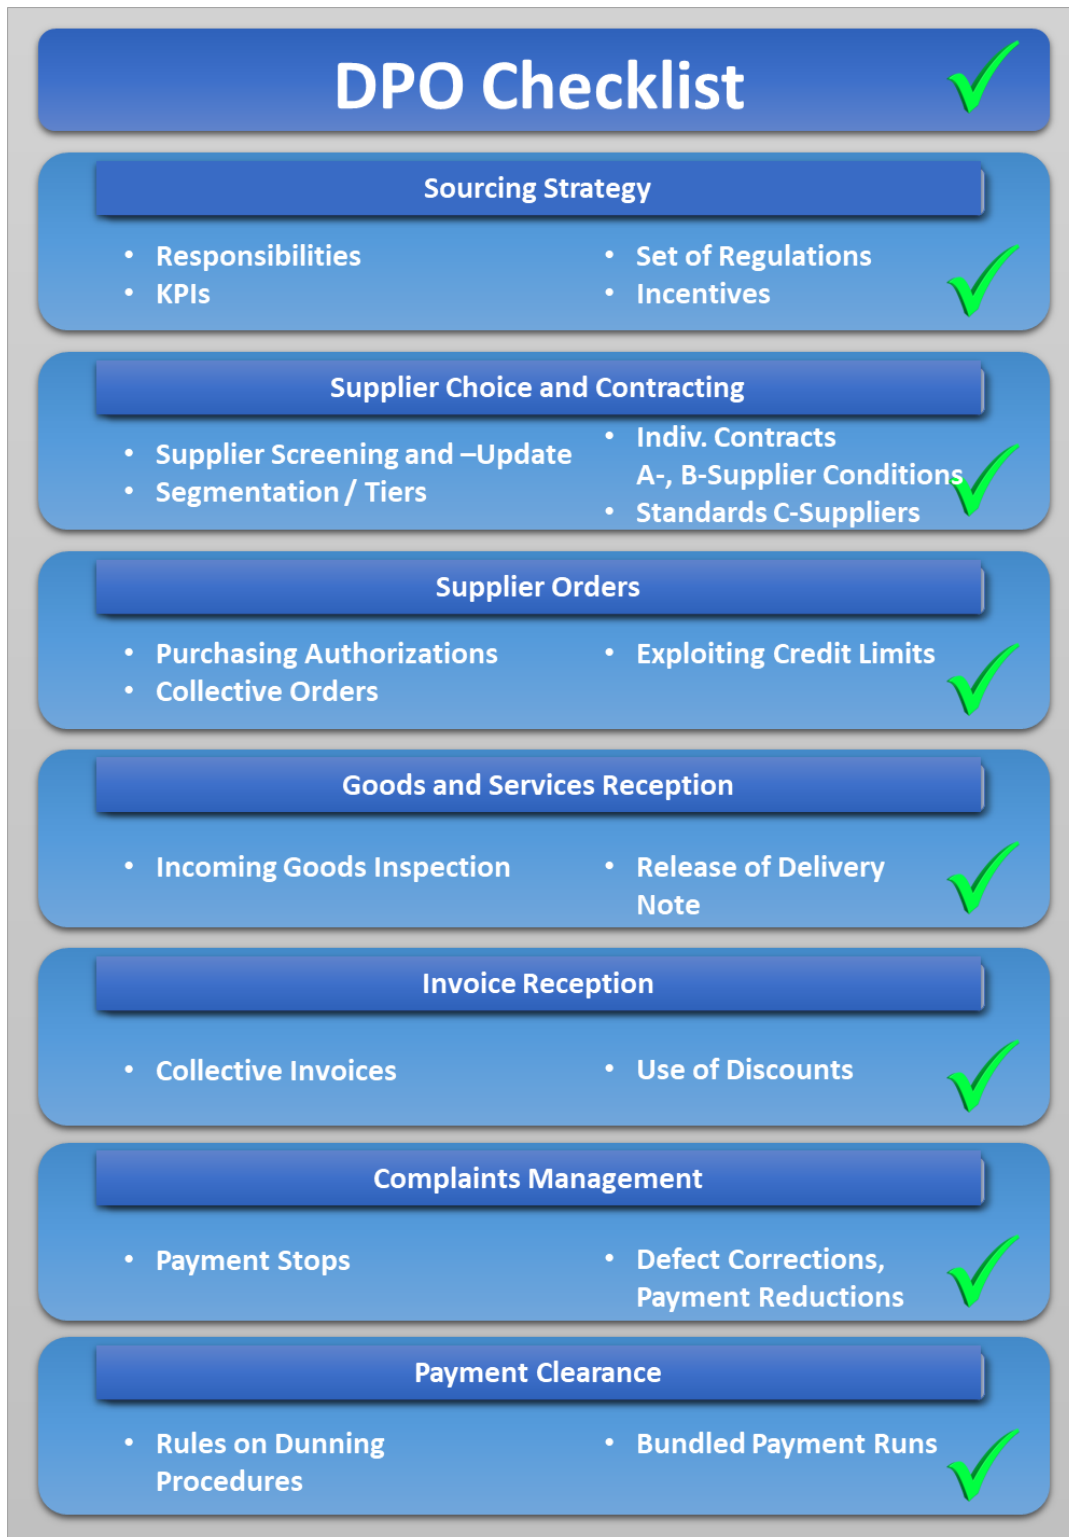 DPO Checklist
Sourcing Strategy
• Responsibilities
• KPIs
• Set of Regulations
• Incentives
Supplier Choice and Contracting
• Supplier Screening and –Update
• Segmentation / Tiers
• Indiv. Contracts
A-, B-Supplier Conditions
• Standards C-Suppliers
Supplier Orders
• Purchasing Authorizations
• Collective Orders
• Exploiting Credit Limits
Goods and Services Reception
• Incoming Goods Inspection
• Release of Delivery
Note
Invoice Reception
• Collective Invoices
• Use of Discounts
Complaints Management
• Payment Stops
• Defect Corrections,
Payment Reductions
Payment Clearance
• Rules on Dunning
Procedures
• Bundled Payment Runs